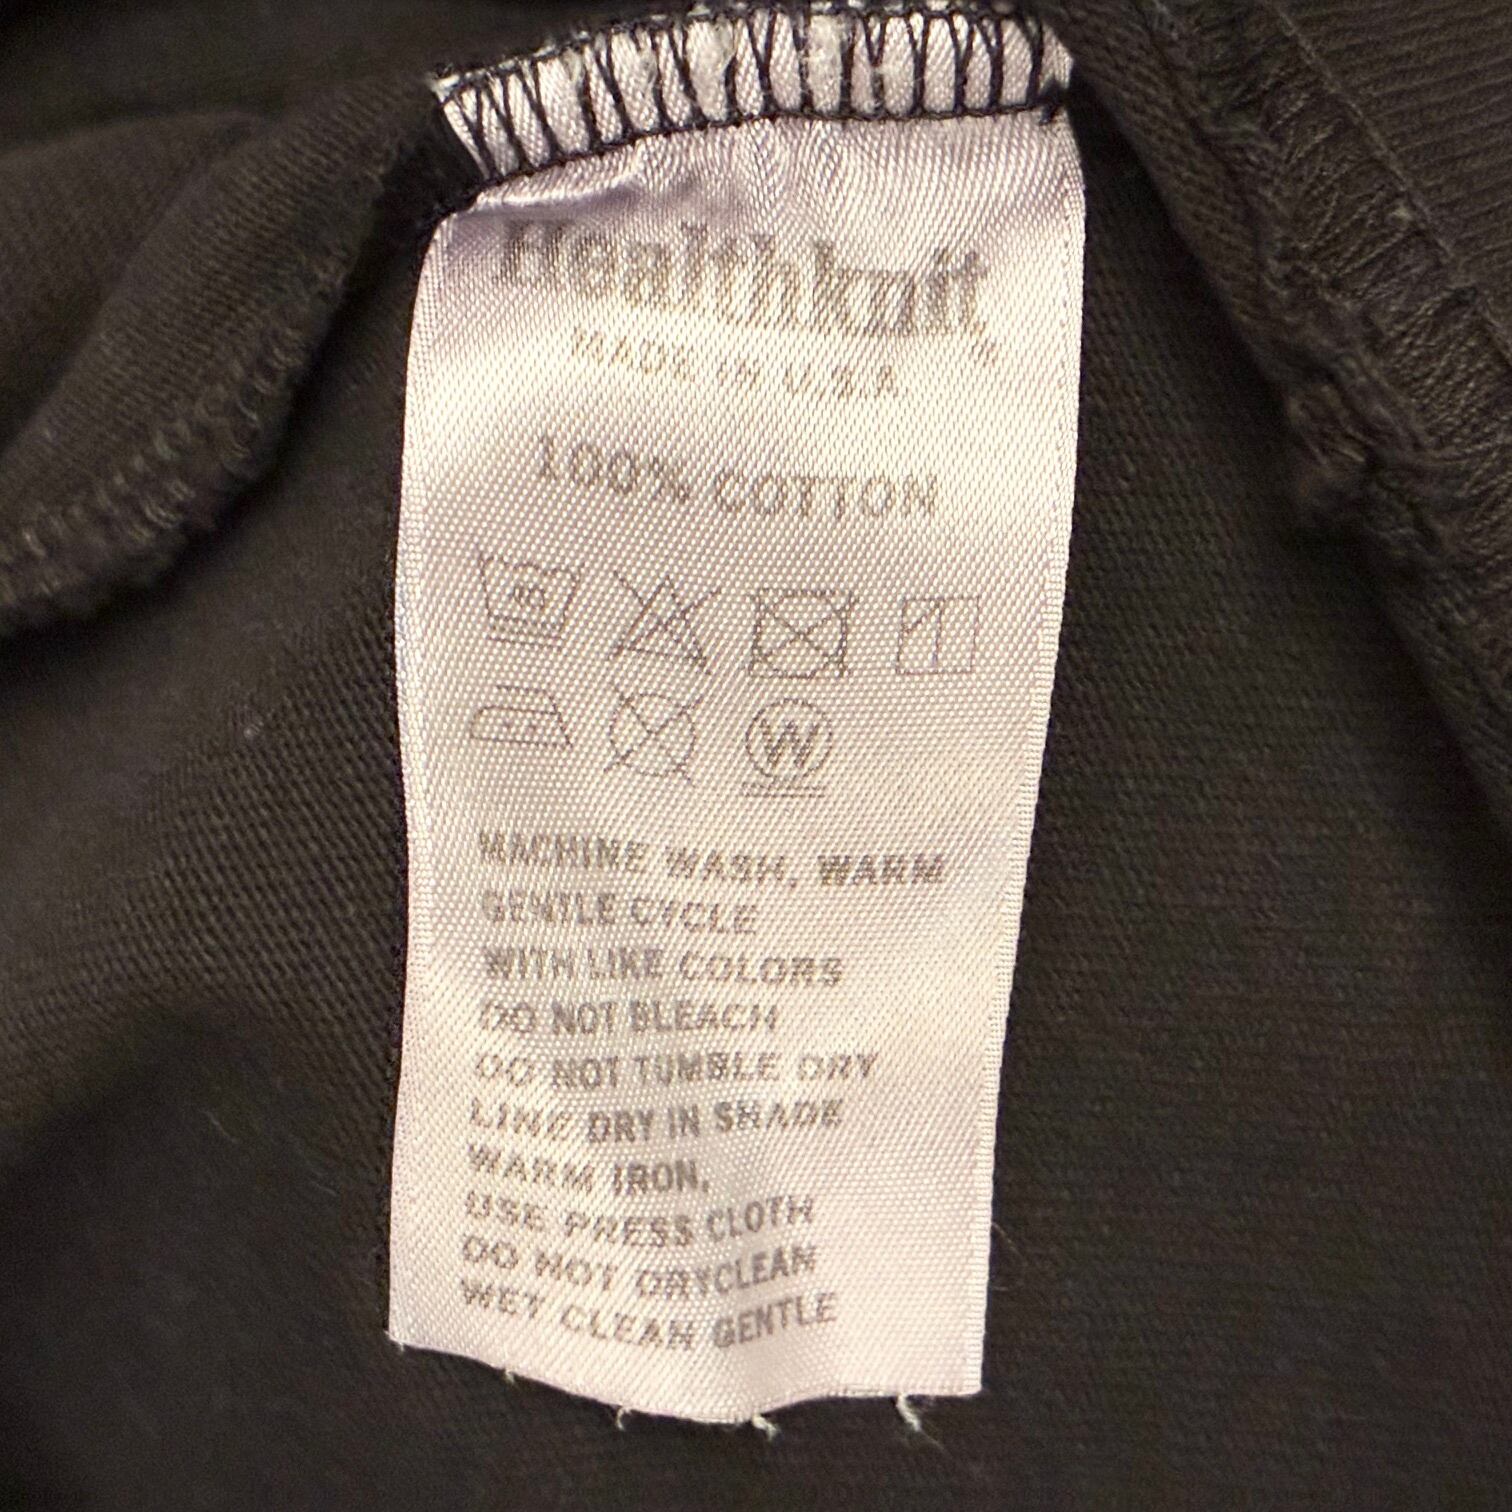 Healthknit
MADE IN U.S.A.
100% COTTON
W
MACHINE WASH, WARM
GENTLE CYCLE
WITH LIKE COLORS
DO NOT BLEACH
DO NOT TUMBLE DRY
LINE DRY IN SHADE
WARM IRON,
USE PRESS CLOTH
DO NOT DRYCLEAN
WET CLEAN GENTLE